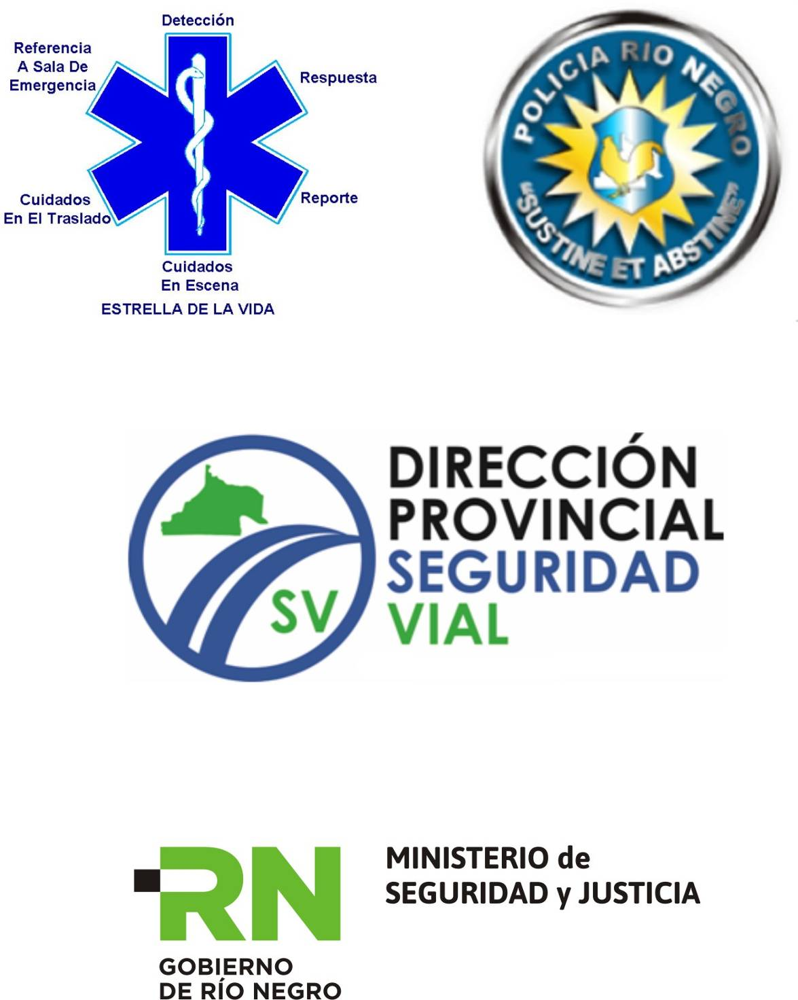 Detección
Referencia
A Sala De
Emergencia
Respuesta
Cuidados
En El Traslado
Reporte
Cuidados
En Escena
ESTRELLA DE LA VIDA
POLICIA RIO NEGRO
"SUSTINE ET ABSTINE"
DIRECCIÓN
PROVINCIAL
SEGURIDAD
VIAL
SV
RN
GOBIERNO
DE RÍO NEGRO
MINISTERIO de
SEGURIDAD y JUSTICIA